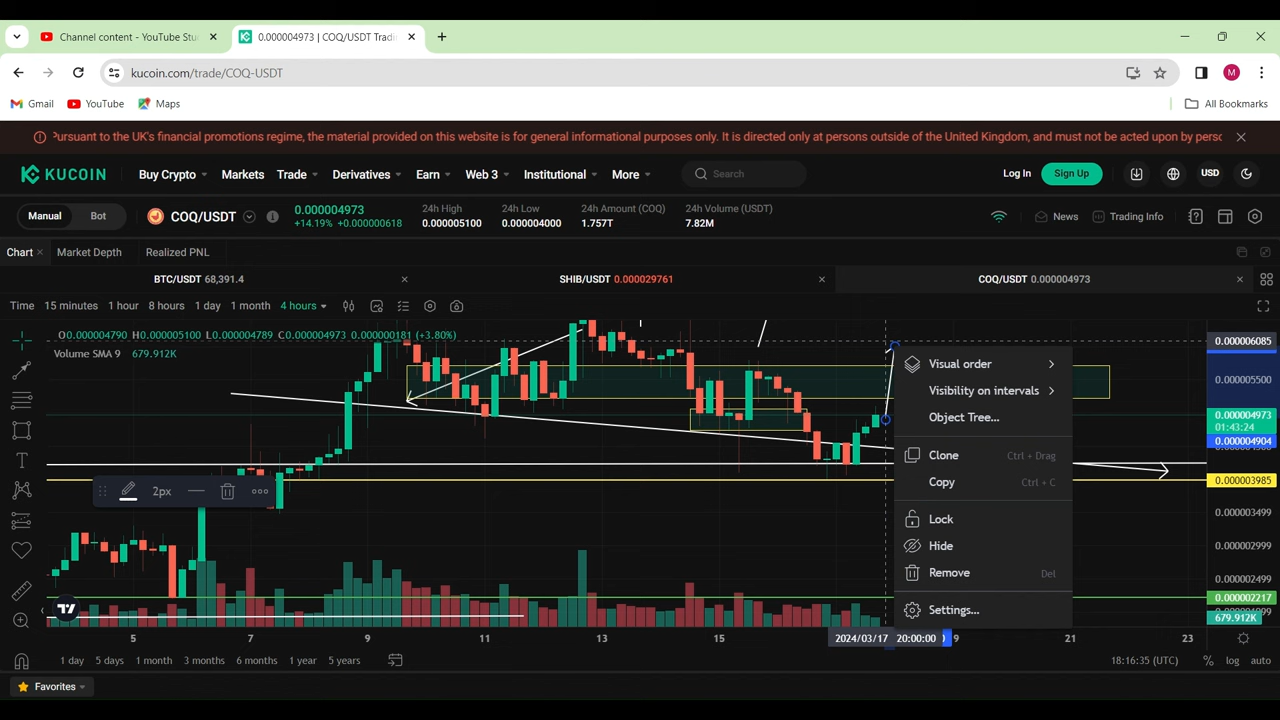 Channel content - YouTube Stu
0.000004973 | COQ/USDT Tradi
kucoin.com/trade/COQ-USDT
M
Gmail YouTube Maps All Bookmarks
Pursuant to the UK's financial promotions regime, the material provided on this website is for general informational purposes only. It is directed only at persons outside of the United Kingdom, and must not be acted upon by perso
KUCOIN Buy Crypto Markets Trade Derivatives Earn Web 3 Institutional More Search Log In Sign Up USD
Manual Bot COQ/USDT 0.000004973 24h High 24h Low 24h Amount (COQ) 24h Volume (USDT) News Trading Info
+14.19% +0.000000618 0.000005100 0.000004000 1.757T 7.82M
Chart Market Depth Realized PNL
BTC/USDT 68,391.4 SHIB/USDT 0.000029761 COQ/USDT 0.000004973
Time 15 minutes 1 hour 8 hours 1 day 1 month 4 hours
O0.000004790 H0.000005100 L0.000004789 C0.000004973 0.000000181 (+3.80%)
0.000006085
Volume SMA 9 679.912K
Visual order
0.000005500
Visibility on intervals
0.000004973
Object Tree...
01:43:24
0.000004904
Clone Ctrl + Drag
Copy Ctrl + C
0.000003985
2px
0.000003499
Lock
Hide
0.000002999
Remove Del
0.000002499
0.000002217
Settings...
679.912K
5 7 9 11 13 15 2024/03/17 20:00:00 9 21 23
1 day 5 days 1 month 3 months 6 months 1 year 5 years 18:16:35 (UTC) % log auto
Favorites